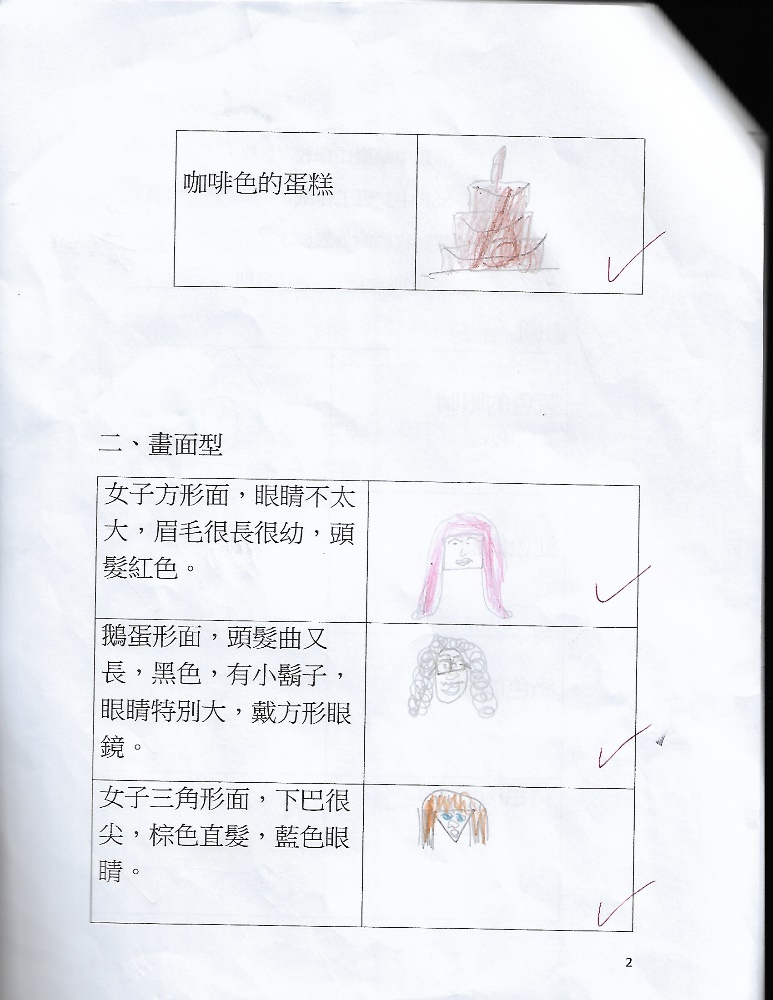 咖啡色的蛋糕
二、畫面型
女子方形面，眼睛不太
大，眉毛很長很幼，頭
髮紅色。
鵝蛋形面，頭髮曲又
長，黑色，有小鬍子，
眼睛特別大，戴方形眼
鏡。
女子三角形面，下巴很
尖，棕色直髮，藍色眼
睛。
2